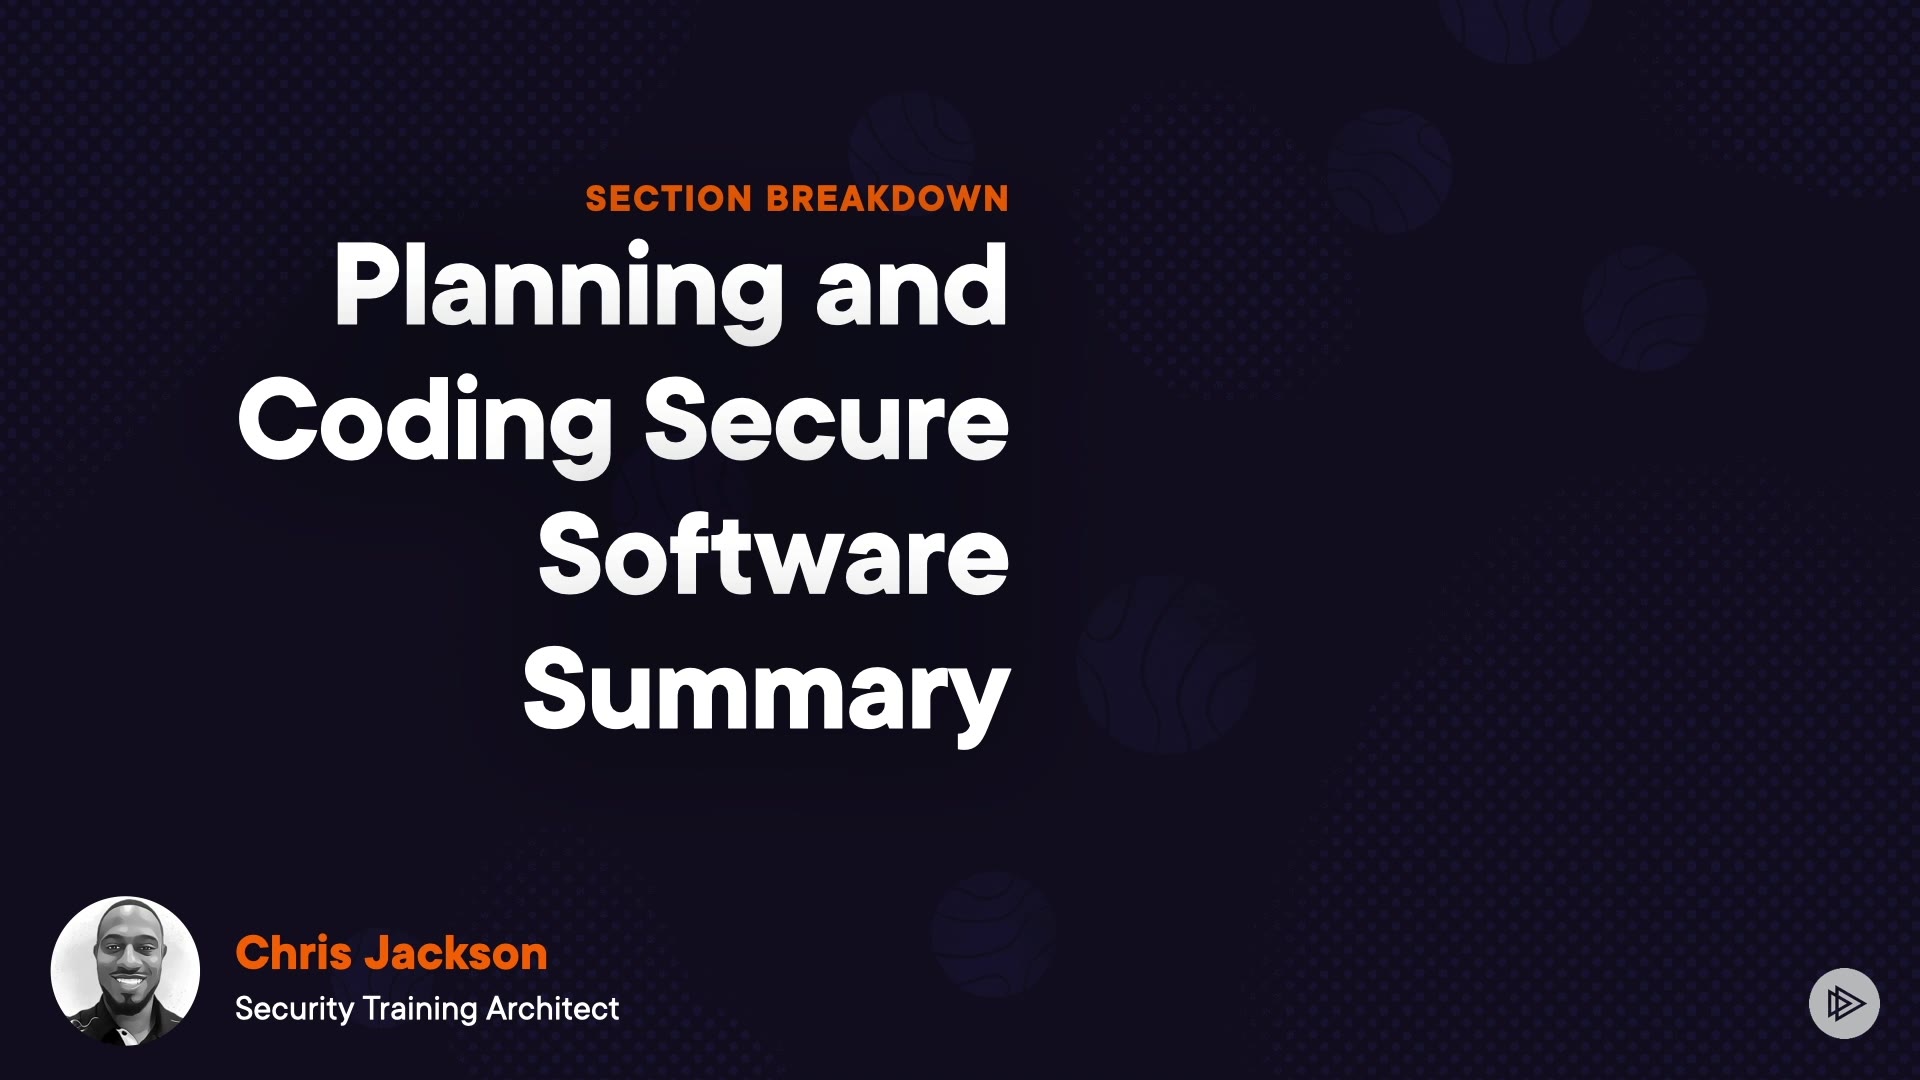 SECTION BREAKDOWN
Planning and
Coding Secure
Software
Summary
Chris Jackson
Security Training Architect